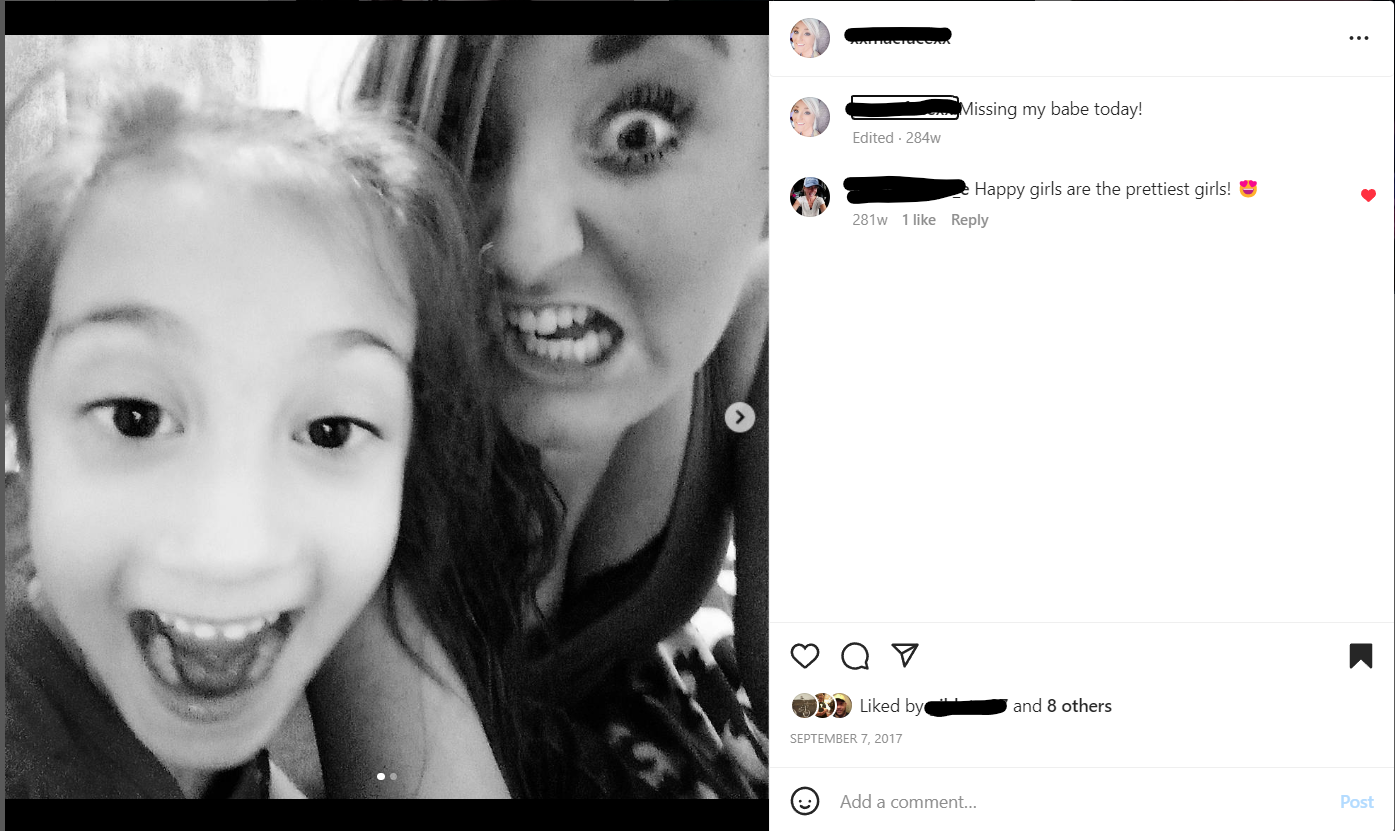 Missing my babe today!
Edited · 284w
Happy girls are the prettiest girls! 😍
281w 1 like Reply
Liked by and 8 others
SEPTEMBER 7, 2017
Add a comment... Post